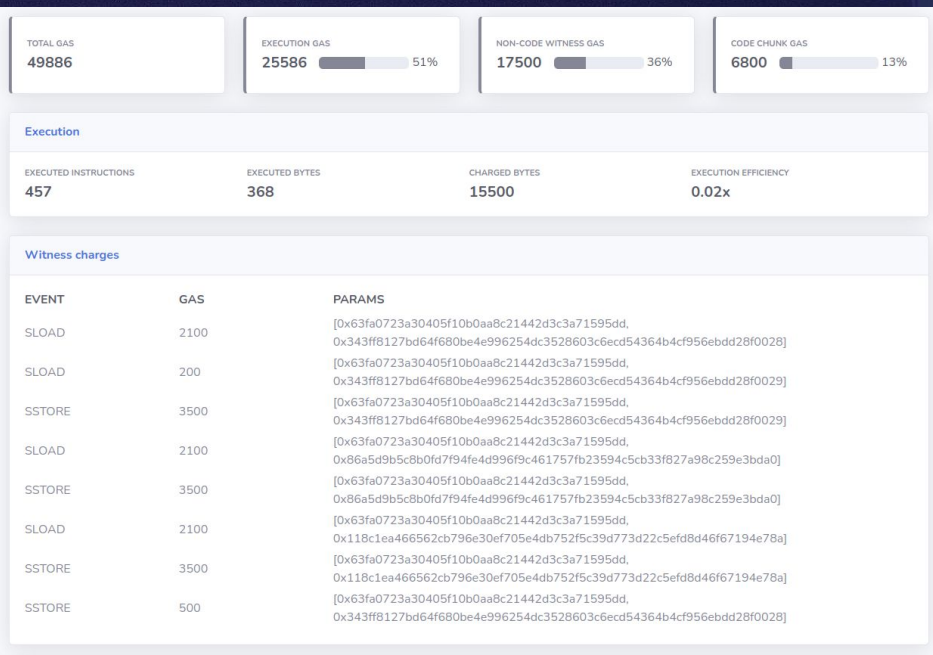 TOTAL GAS
49886
EXECUTION GAS
25586 51%
NON-CODE WITNESS GAS
17500 36%
CODE CHUNK GAS
6800 13%
Execution
EXECUTED INSTRUCTIONS
457
EXECUTED BYTES
368
CHARGED BYTES
15500
EXECUTION EFFICIENCY
0.02x
Witness charges
EVENT GAS PARAMS
SLOAD 2100 [0x63fa0723a30405f10b0aa8c21442d3c3a71595dd,
0x343ff8127bd64f680be4e996254dc3528603c6ecd54364b4cf956ebdd28f0028]
SLOAD 200 [0x63fa0723a30405f10b0aa8c21442d3c3a71595dd,
0x343ff8127bd64f680be4e996254dc3528603c6ecd54364b4cf956ebdd28f0029]
SSTORE 3500 [0x63fa0723a30405f10b0aa8c21442d3c3a71595dd,
0x343ff8127bd64f680be4e996254dc3528603c6ecd54364b4cf956ebdd28f0029]
SLOAD 2100 [0x63fa0723a30405f10b0aa8c21442d3c3a71595dd,
0x86a5d9b5c8b0fd7f94fe4d996f9c461757fb23594c5cb33f827a98c259e3bda0]
SSTORE 3500 [0x63fa0723a30405f10b0aa8c21442d3c3a71595dd,
0x86a5d9b5c8b0fd7f94fe4d996f9c461757fb23594c5cb33f827a98c259e3bda0]
SLOAD 2100 [0x63fa0723a30405f10b0aa8c21442d3c3a71595dd,
0x118c1ea466562cb796e30ef705e4db752f5c39d773d22c5efd8d46f67194e78a]
SSTORE 3500 [0x63fa0723a30405f10b0aa8c21442d3c3a71595dd,
0x118c1ea466562cb796e30ef705e4db752f5c39d773d22c5efd8d46f67194e78a]
SSTORE 500 [0x63fa0723a30405f10b0aa8c21442d3c3a71595dd,
0x343ff8127bd64f680be4e996254dc3528603c6ecd54364b4cf956ebdd28f0028]